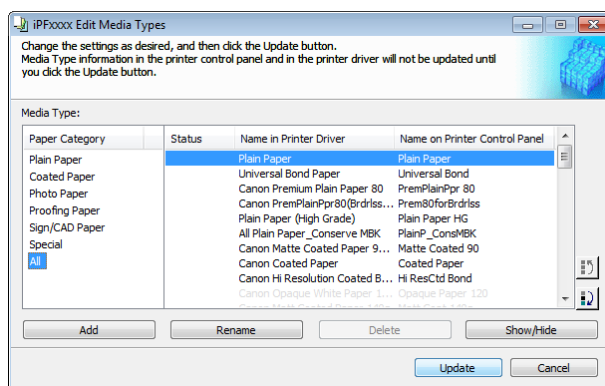 iPFxxxx Edit Media Types
Change the settings as desired, and then click the Update button.
Media Type information in the printer control panel and in the printer driver will not be updated until
you click the Update button.
Media Type:
Paper Category Status Name in Printer Driver Name on Printer Control Panel
Plain Paper Plain Paper Plain Paper
Coated Paper Universal Bond Paper Universal Bond
Photo Paper Canon Premium Plain Paper 80 PremPlainPpr 80
Proofing Paper Canon PremPlainPpr80(Brdrlss... Prem80forBrdrlss
Sign/CAD Paper Plain Paper (High Grade) Plain Paper HG
Special All Plain Paper_Conserve MBK PlainP_ConsMBK
All Canon Matte Coated Paper 9... Matte Coated 90
Canon Coated Paper Coated Paper
Canon Hi Resolution Coated B... Hi ResCtd Bond
Canon Opaque White Paper 1... Opaque Paper 120
Add Rename Delete Show/Hide
Update Cancel